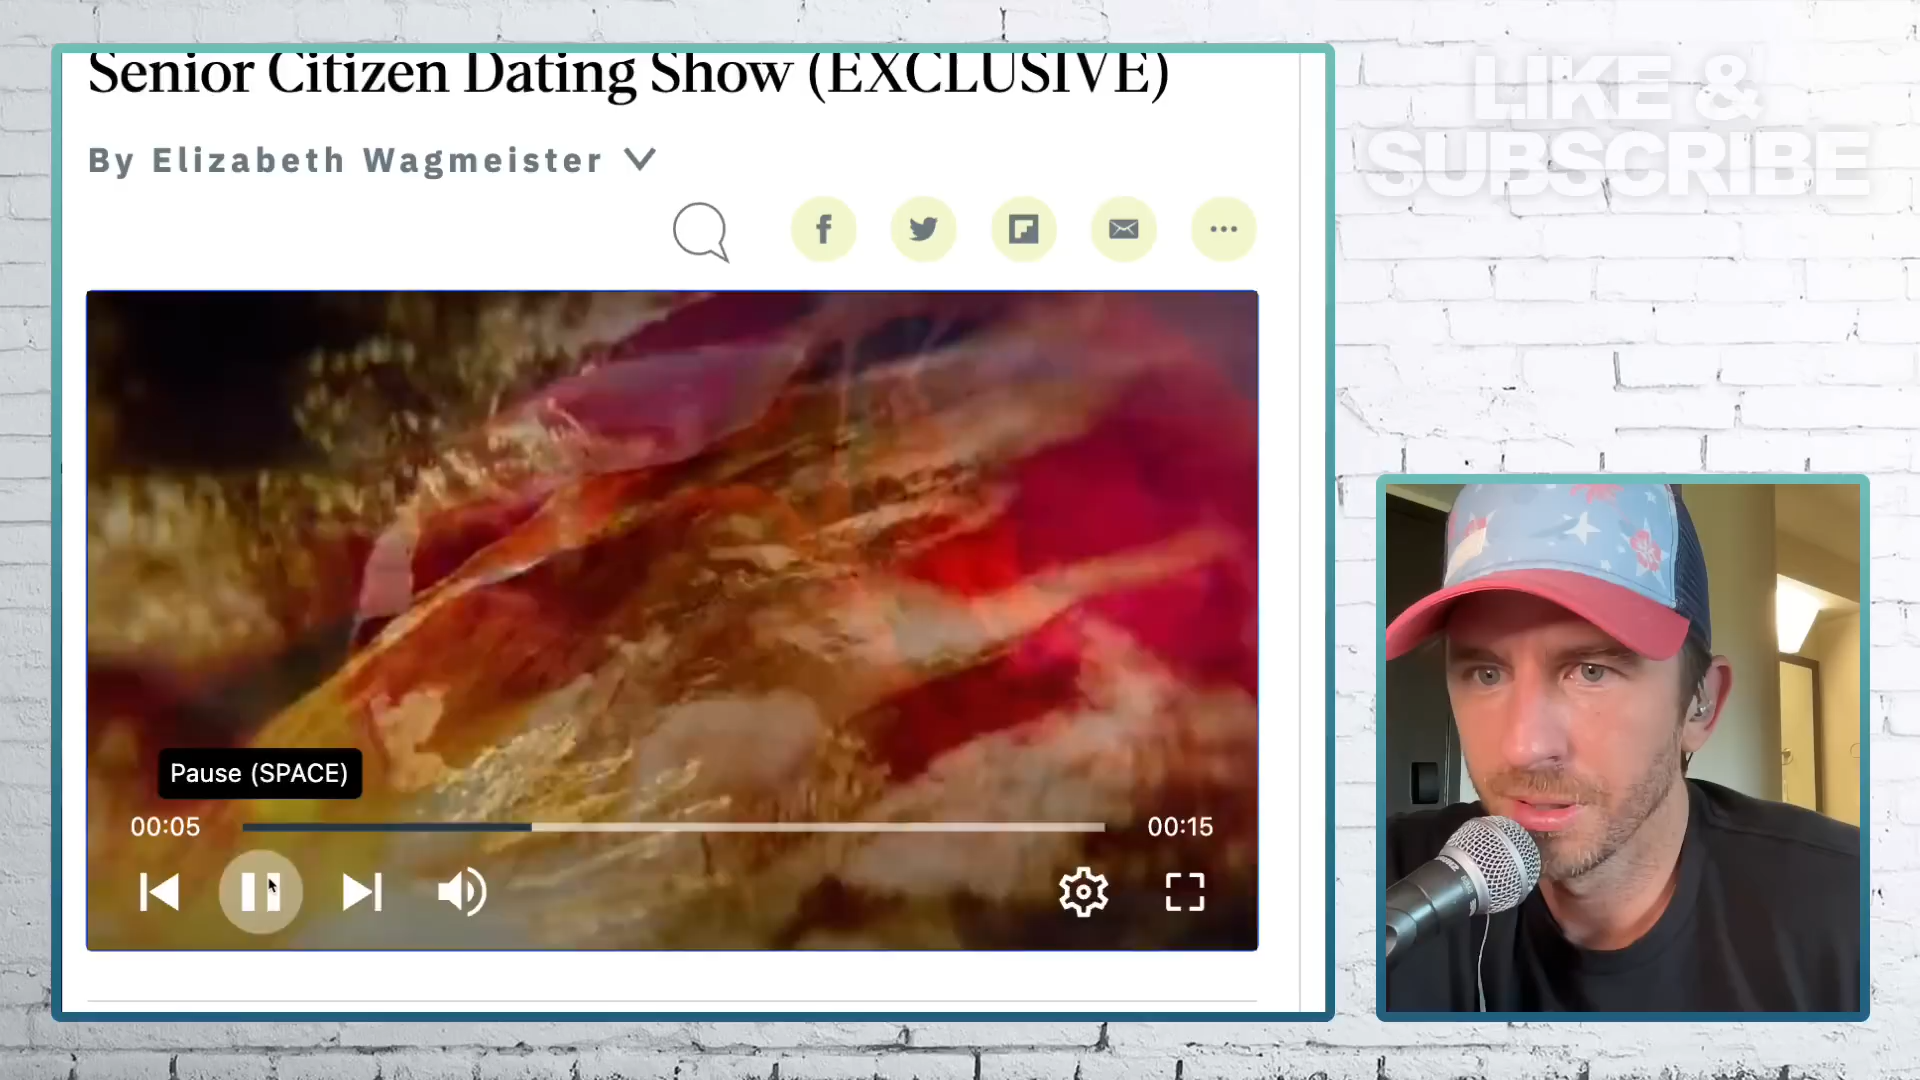 Senior Citizen Dating Show (EXCLUSIVE)
By Elizabeth Wagmeister
LIKE &
SUBSCRIBE
Pause (SPACE)
00:05
00:15